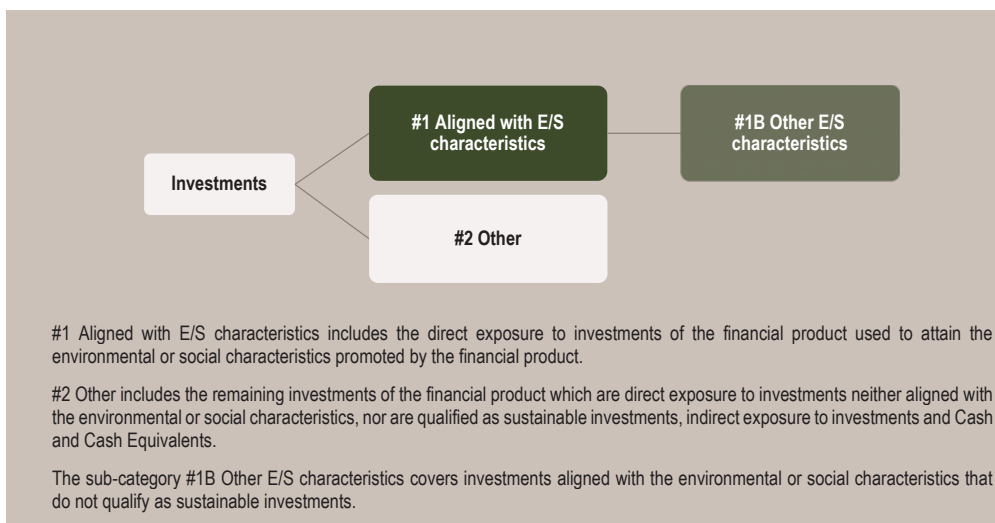 #1 Aligned with E/S
characteristics
#1B Other E/S
characteristics
Investments
#2 Other
#1 Aligned with E/S characteristics includes the direct exposure to investments of the financial product used to attain the
environmental or social characteristics promoted by the financial product.
#2 Other includes the remaining investments of the financial product which are direct exposure to investments neither aligned with
the environmental or social characteristics, nor are qualified as sustainable investments, indirect exposure to investments and Cash
and Cash Equivalents.
The sub-category #1B Other E/S characteristics covers investments aligned with the environmental or social characteristics that
do not qualify as sustainable investments.